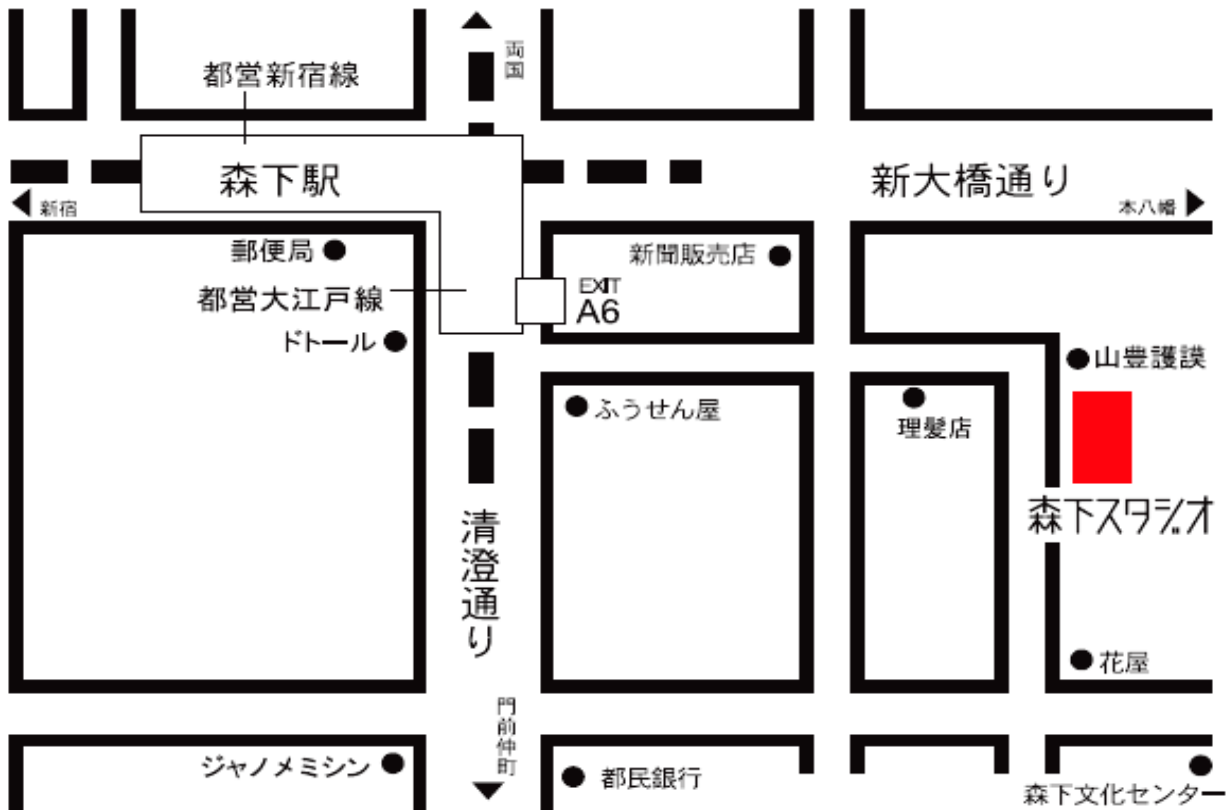 両国
都営新宿線
森下駅
新大橋通り
新宿
本八幡
郵便局
新聞販売店
都営大江戸線
EXIT
A6
ドトール
山豊護謨
ふうせん屋
理髪店
森下スタジオ
清澄通り
花屋
門前仲町
ジャノメミシン
都民銀行
森下文化センター